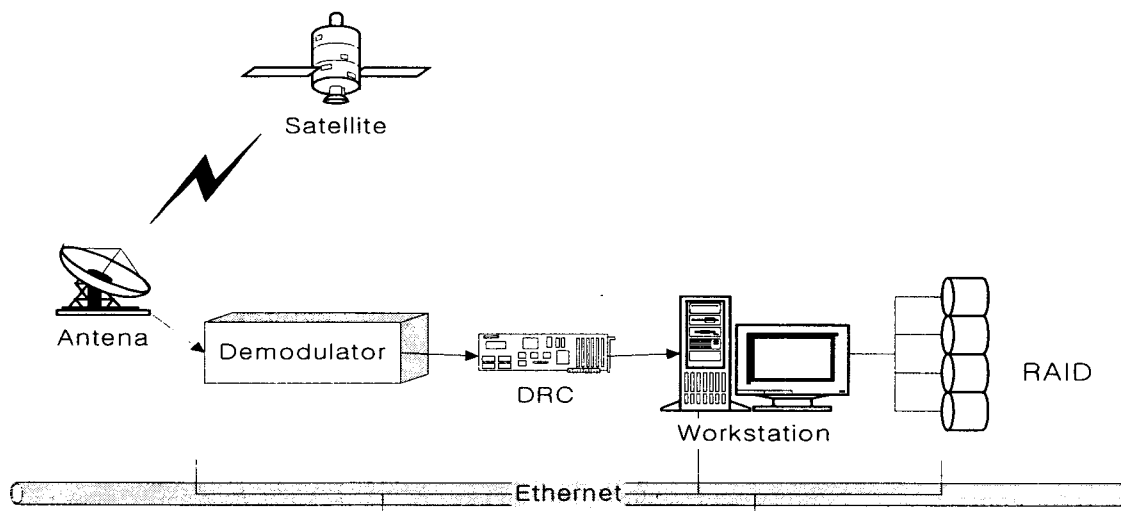 Satellite
Antena
Demodulator
DRC
Workstation
RAID
Ethernet